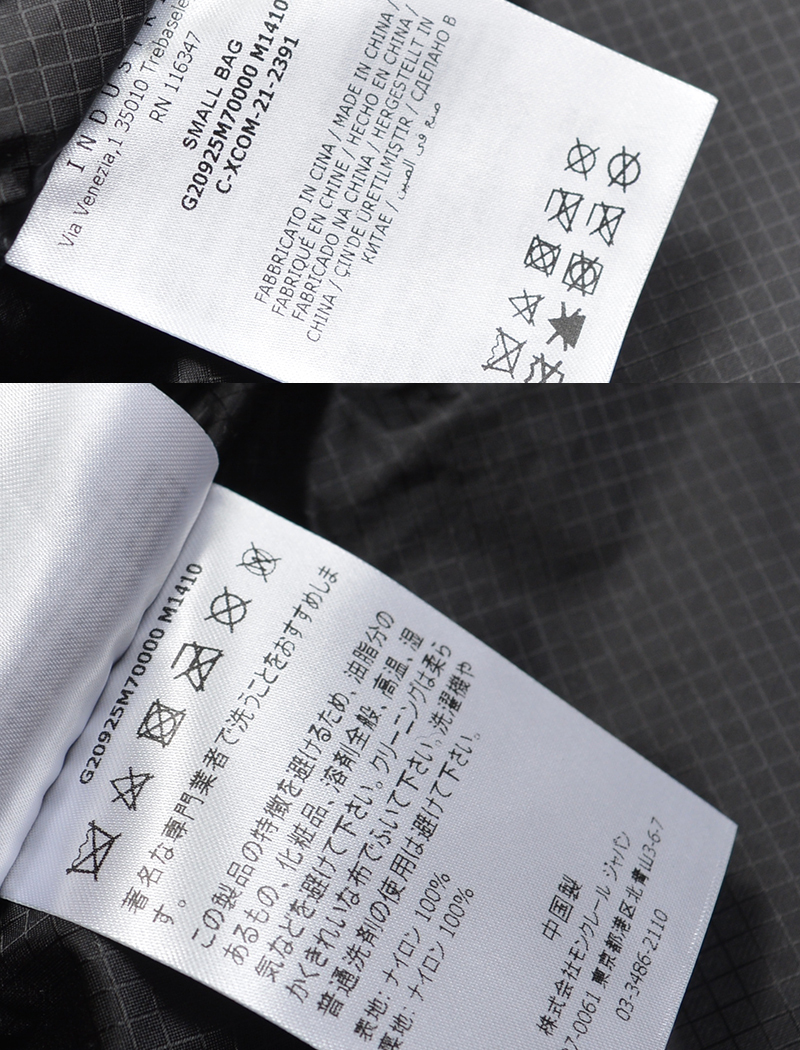 INDUSTRI
Via Venezia,1 35010 Trebasele
RN 116347
SMALL BAG
G20925M70000 M1410
C-XCOM-21-2391
FABBRICATO IN CINA / MADE IN CHINA /
FABRIQUÉ EN CHINE / HECHO EN CHINA /
FABRICADO NA CHINA / HERGESTELLT IN
CHINA / ÇIN'DE ÜRETILMIŞTIR / СДЕЛАНО В
КИТАЕ / صنع في الصين
G20925M70000 M1410
著名な専門業者で洗うことをおすすめしま
す。
この製品の特徴を避けるため、油脂分の
あるもの、化粧品、溶剤全般、高温、湿
気などを避けて下さい。クリーニングは柔ら
かくきれいな布でふいて下さい。洗濯機や
普通洗剤の使用は避けて下さい。
表地: ナイロン 100%
裏地: ナイロン 100%
中国製
株式会社モンクレール ジャパン
7-0061 東京都港区北青山3-6-7
03-3486-2110